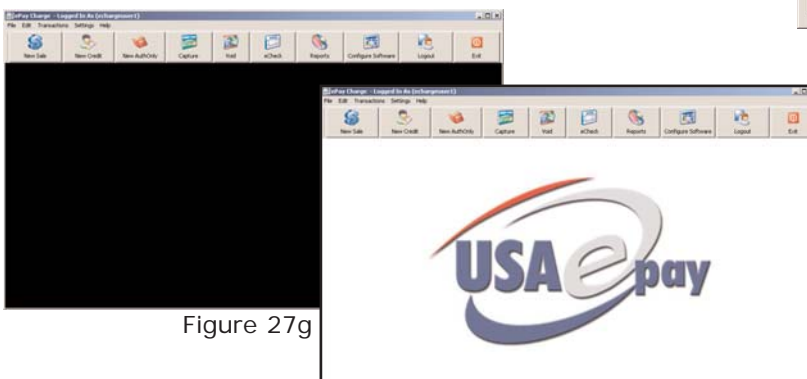 ePay Charge - Logged In As (echargeuser1)
File Edit Transactions Settings Help
New Sale New Credit New AuthOnly Capture Void eCheck Reports Configure Software Logout Exit
ePay Charge - Logged In As (echargeuser1)
File Edit Transactions Settings Help
New Sale New Credit New AuthOnly Capture Void eCheck Reports Configure Software Logout Exit
USA epay
Figure 27g